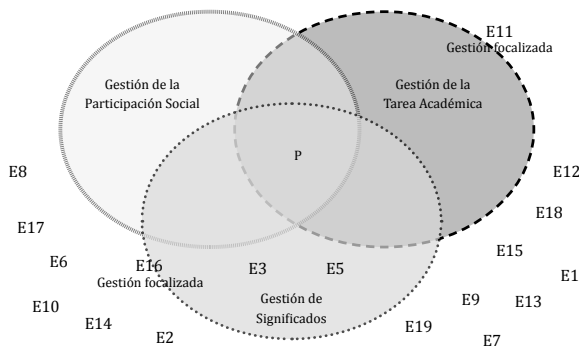 E11
Gestión focalizada
Gestión de la
Participación Social
Gestión de la
Tarea Académica
P
E8
E12
E17
E18
E6
E16
Gestión focalizada
E3
E5
E15
E1
E10
E14
E2
Gestión de
Significados
E19
E9
E13
E7